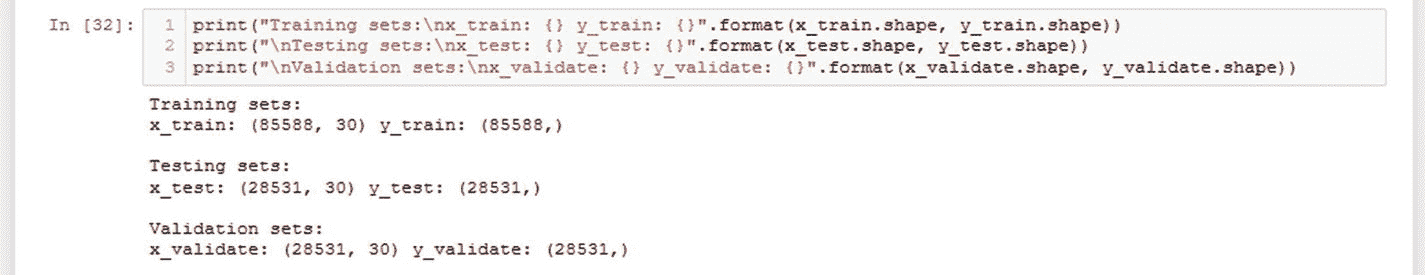 In [32]: 1 print("Training sets:\nx_train: {} y_train: {}".format(x_train.shape, y_train.shape))
2 print("\nTesting sets:\nx_test: {} y_test: {}".format(x_test.shape, y_test.shape))
3 print("\nValidation sets:\nx_validate: {} y_validate: {}".format(x_validate.shape, y_validate.shape))
Training sets:
x_train: (85588, 30) y_train: (85588,)
Testing sets:
x_test: (28531, 30) y_test: (28531,)
Validation sets:
x_validate: (28531, 30) y_validate: (28531,)